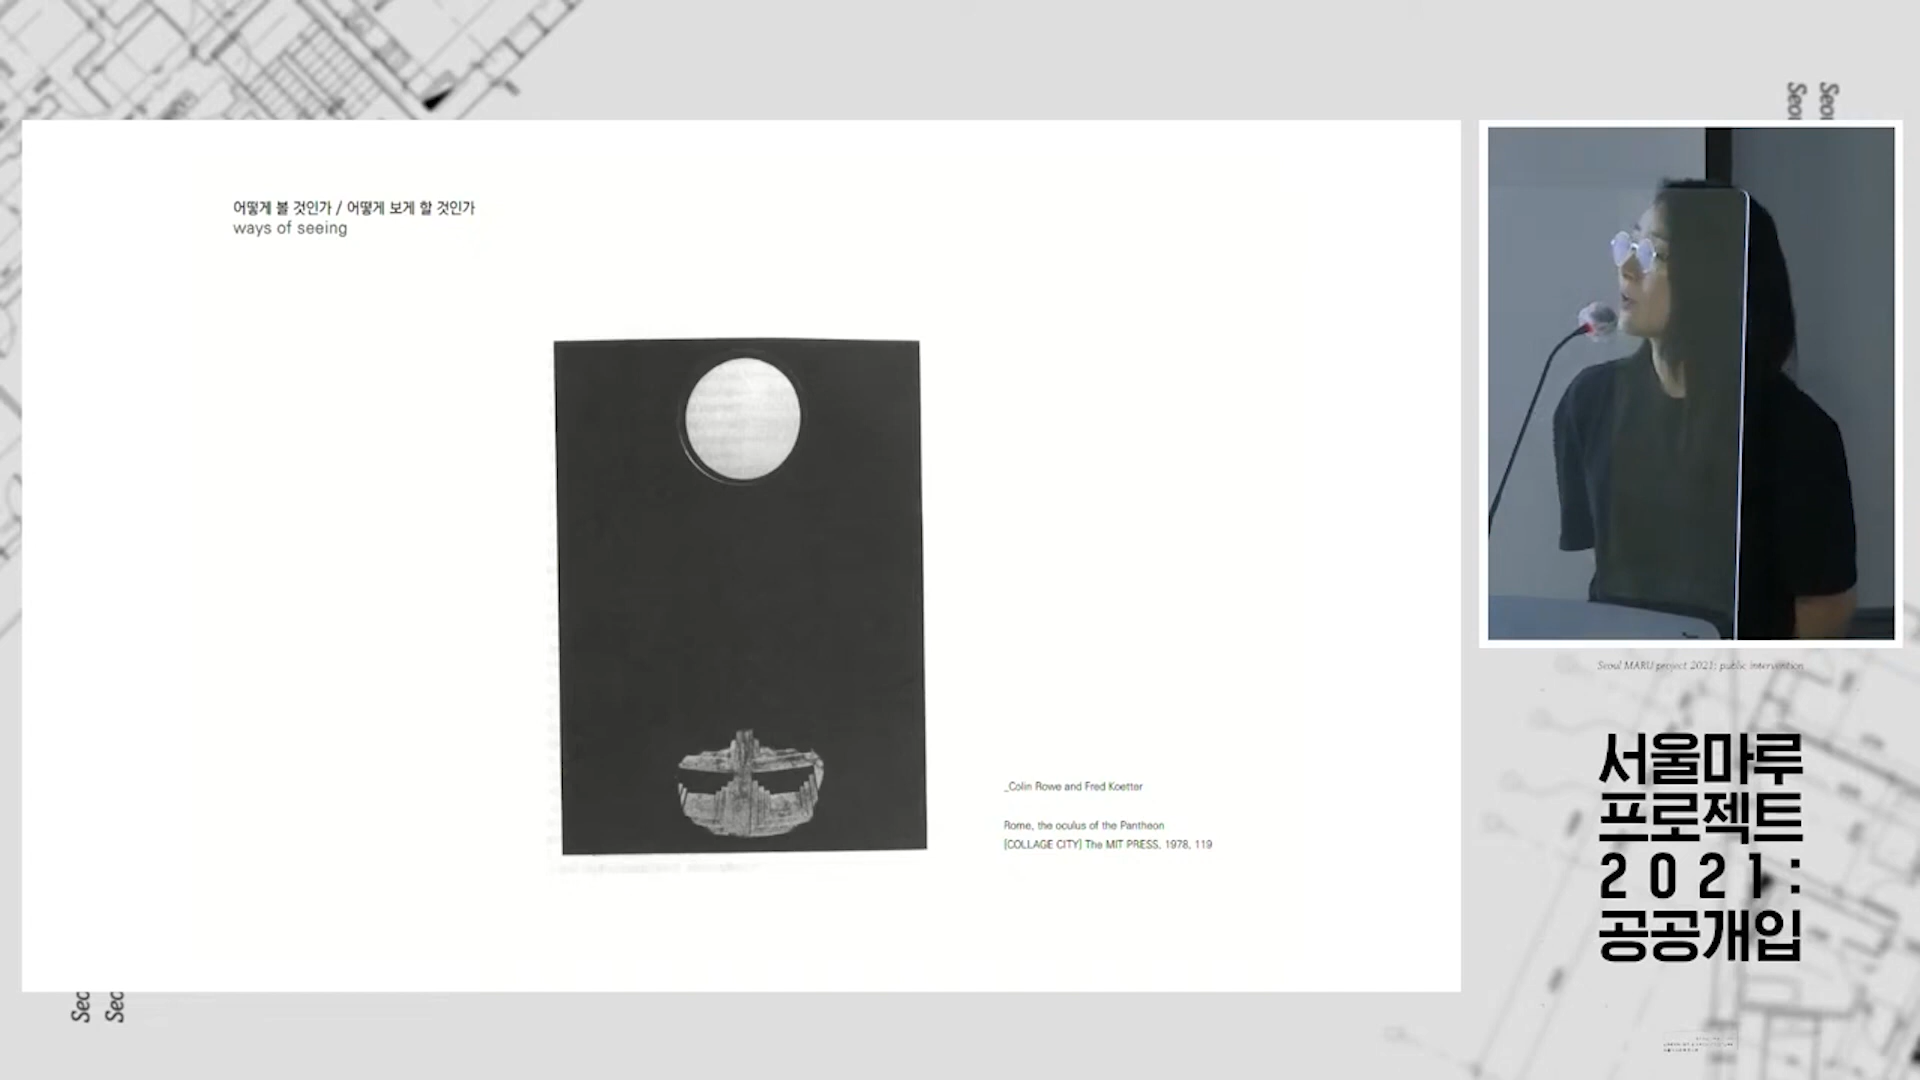 어떻게 볼 것인가 / 어떻게 보게 할 것인가
ways of seeing
_Colin Rowe and Fred Koetter
Rome, the oculus of the Pantheon
[COLLAGE CITY] The MIT PRESS, 1978, 119
Seoul MARU project 2021: public intervention
서울마루
프로젝트
2021:
공공개입